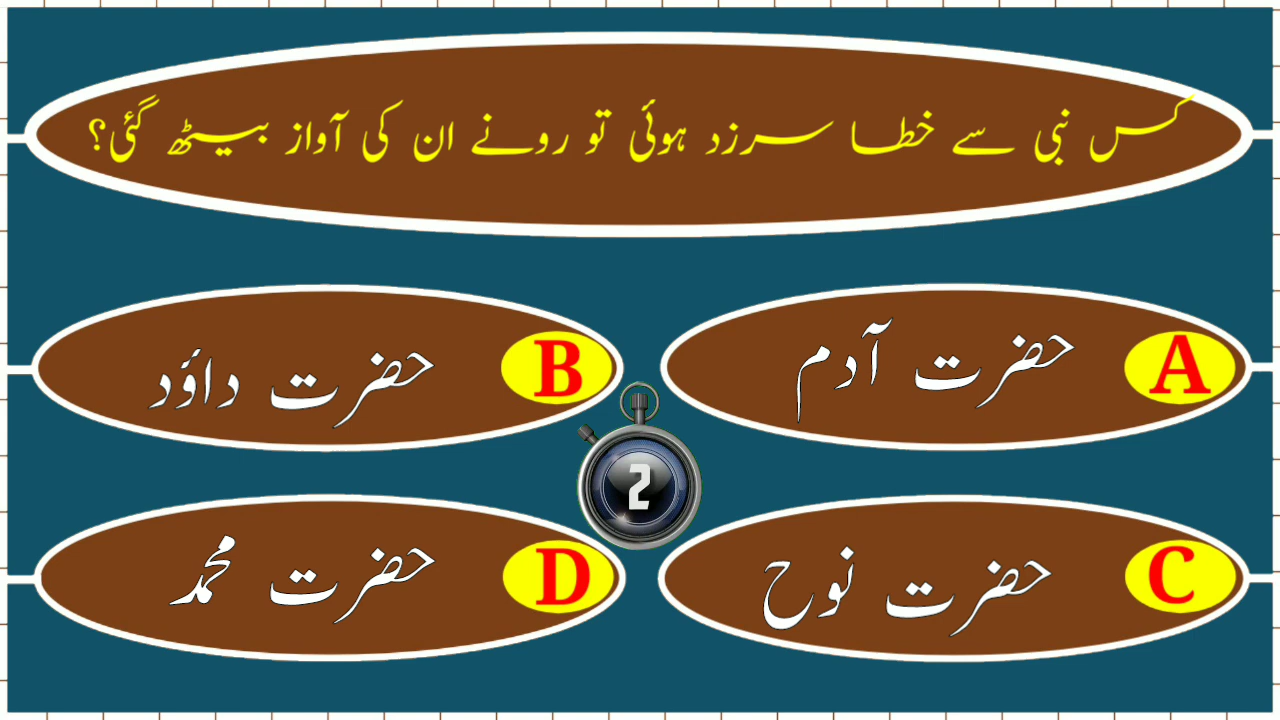 کس نبی سے خطا سرزد ہوئی تو رونے ان کی آواز بیٹھ گئی؟
A حضرت آدم
B حضرت داؤد
2
C حضرت نوح
D حضرت محمد